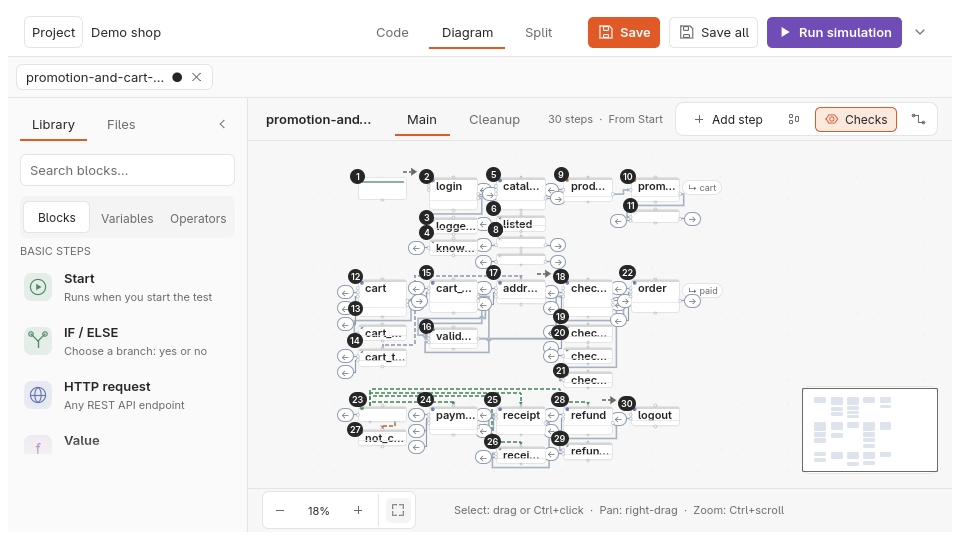 Project Demo shop Code Diagram Split Save Save all Run simulation
promotion-and-cart-...
Library Files
promotion-and... Main Cleanup 30 steps · From Start Add step Checks
Search blocks...
Blocks Variables Operators
BASIC STEPS
Start
Runs when you start the test
IF / ELSE
Choose a branch: yes or no
HTTP request
Any REST API endpoint
f Value
1 2 5 9 10
login catal... prod... prom... cart
3 6 11
logge... listed
4 8
know...
12 15 17 18 22
cart cart_... addr... chec... order paid
13 16 19
cart_... valid... 20 chec...
14
cart_t... chec...
21
chec...
23 24 25 28 30
paym... receipt refund logout
27 26 29
not_c... recei... refun...
18% Select: drag or Ctrl+click · Pan: right-drag · Zoom: Ctrl+scroll